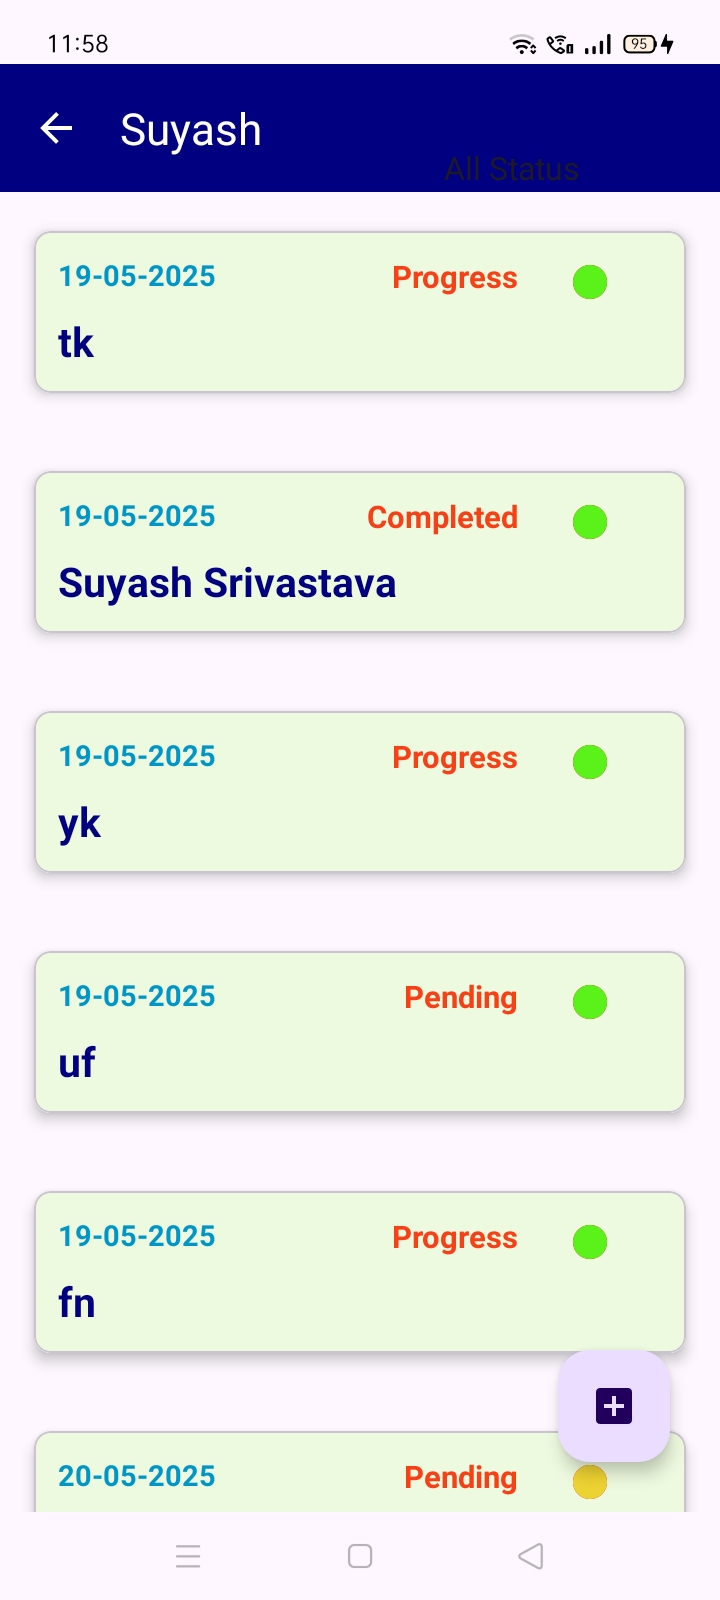 11:58
95
Suyash
All Status
19-05-2025 Progress
tk
19-05-2025 Completed
Suyash Srivastava
19-05-2025 Progress
yk
19-05-2025 Pending
uf
19-05-2025 Progress
fn
20-05-2025 Pending